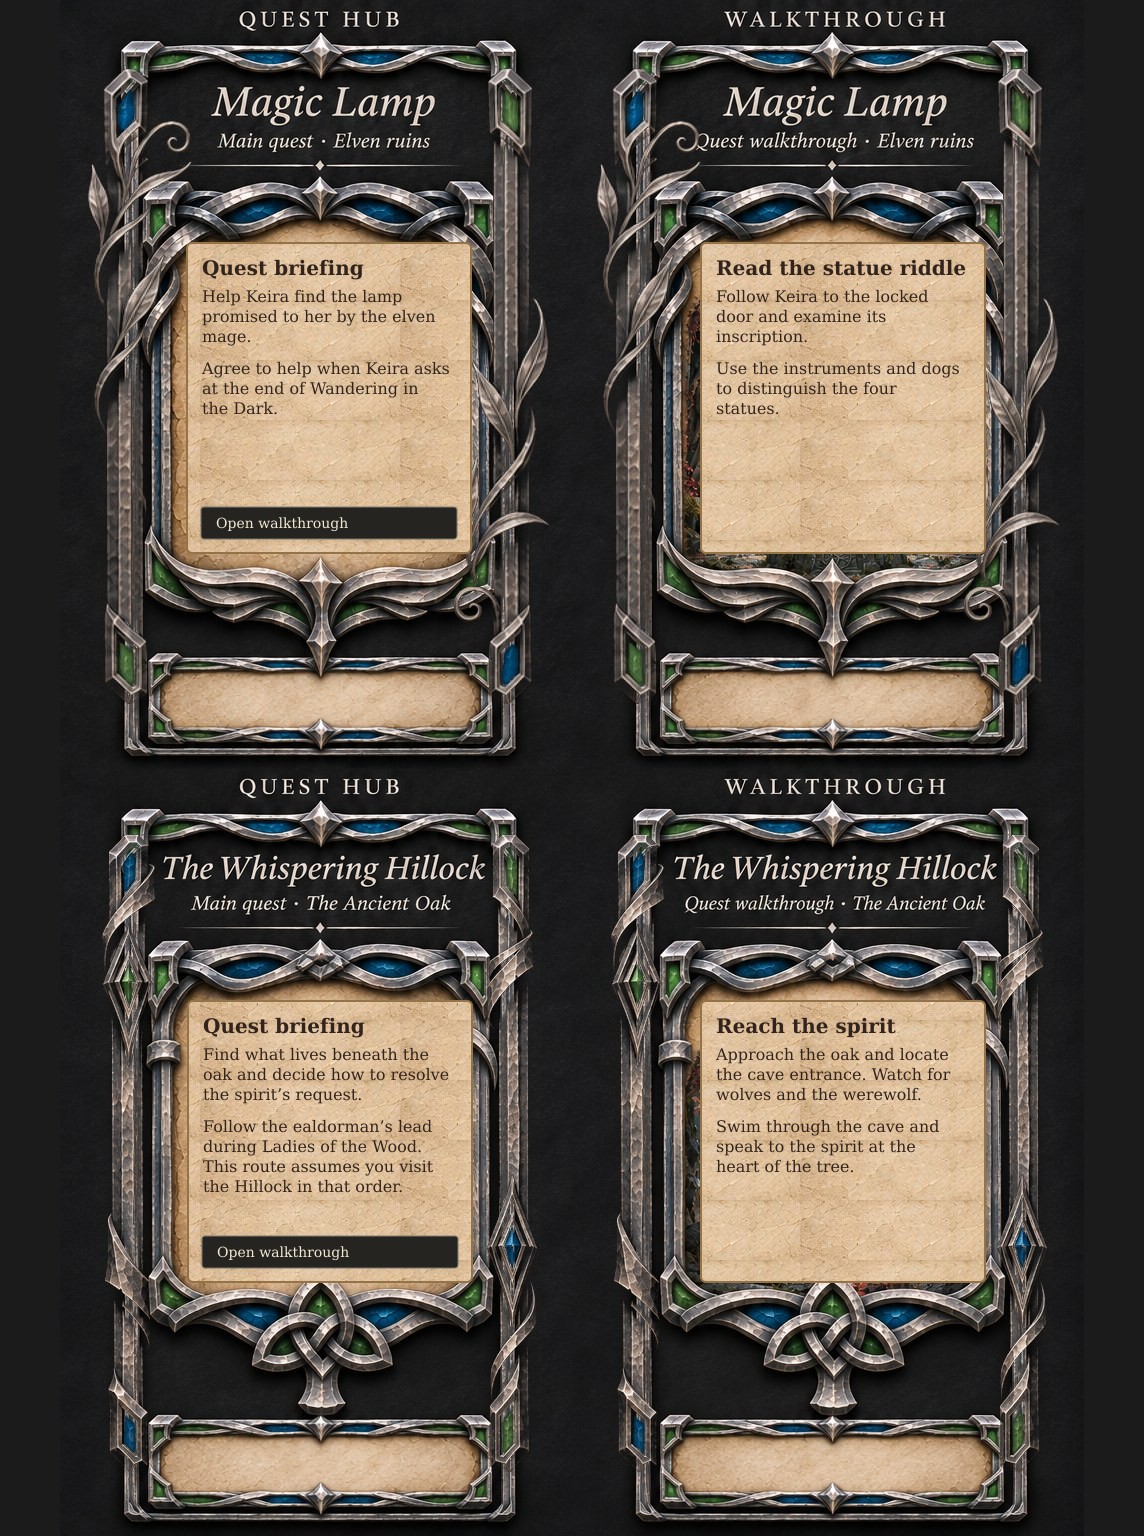 QUEST HUB
Magic Lamp
Main quest · Elven ruins
Quest briefing
Help Keira find the lamp
promised to her by the elven
mage.
Agree to help when Keira asks
at the end of Wandering in
the Dark.
Open walkthrough
WALKTHROUGH
Magic Lamp
Quest walkthrough · Elven ruins
Read the statue riddle
Follow Keira to the locked
door and examine its
inscription.
Use the instruments and dogs
to distinguish the four
statues.
QUEST HUB
The Whispering Hillock
Main quest · The Ancient Oak
Quest briefing
Find what lives beneath the
oak and decide how to resolve
the spirit’s request.
Follow the ealdorman’s lead
during Ladies of the Wood.
This route assumes you visit
the Hillock in that order.
Open walkthrough
WALKTHROUGH
The Whispering Hillock
Quest walkthrough · The Ancient Oak
Reach the spirit
Approach the oak and locate
the cave entrance. Watch for
wolves and the werewolf.
Swim through the cave and
speak to the spirit at the
heart of the tree.